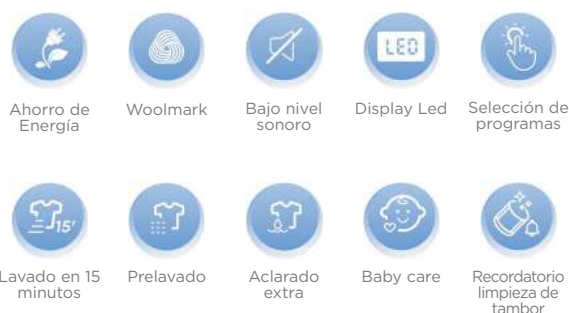 LED
Ahorro de
Energía
Woolmark
Bajo nivel
sonoro
Display Led
Selección de
programas
15'
Lavado en 15
minutos
Prelavado
Aclarado
extra
Baby care
Recordatorio
limpieza de
tambor